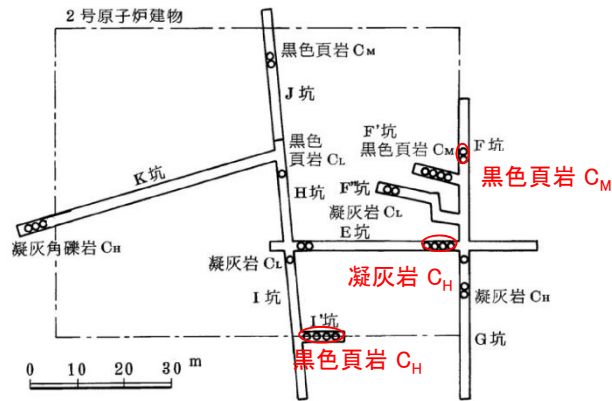 2号原子炉建物
黒色頁岩 CM
J坑
黒色
頁岩 CL
F'坑
黒色頁岩 CM
F坑
黒色頁岩 CM
K坑
H坑
F''坑
凝灰岩 CL
E坑
凝灰角礫岩 CH
凝灰岩 CL
凝灰岩 CH
凝灰岩 CH
I坑
I'坑
黒色頁岩 CH
G坑
0 10 20 30 m